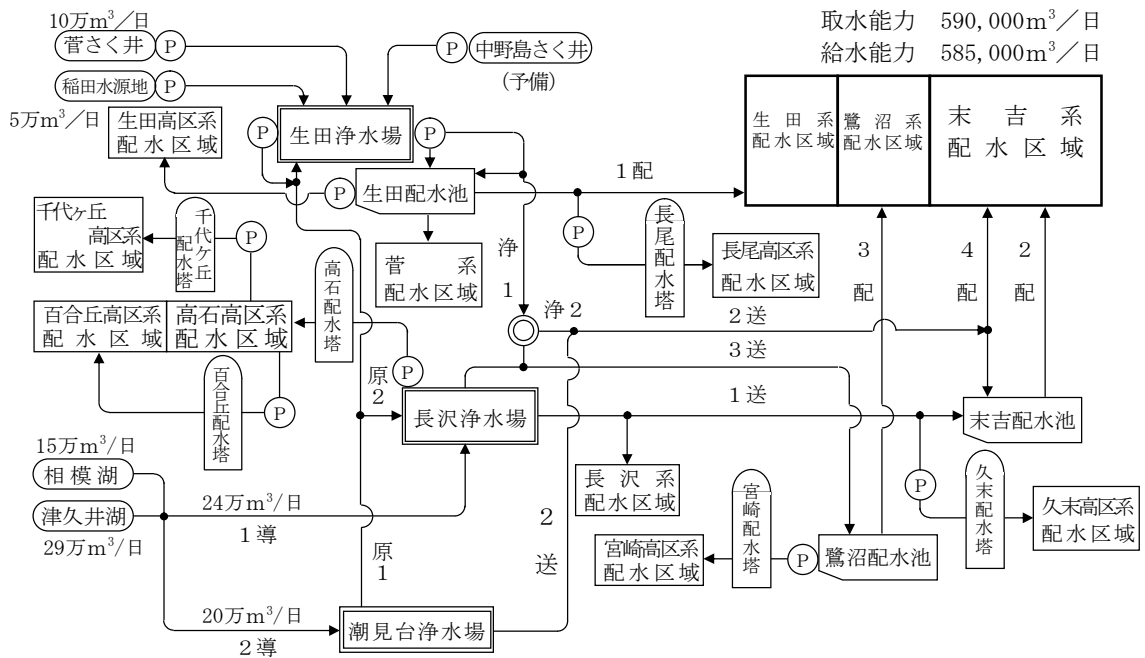 10万m³／日
菅さく井
P
P
中野島さく井
(予備)
取水能力 590,000m³／日
給水能力 585,000m³／日
稲田水源地
P
5万m³／日
生田高区系
配水区域
P
生田浄水場
P
生田系
配水区域
鷺沼系
配水区域
末吉系
配水区域
P
生田配水池
1配
千代ヶ丘
高区系
配水区域
千代ヶ丘
配水塔
P
菅系
配水区域
浄
1
P
長尾配水塔
長尾高区系
配水区域
3
配
4
配
2
配
百合丘高区系
配水区域
高石高区系
配水区域
高石配水塔
浄2
2送
3送
百合丘配水塔
P
原
2
P
長沢浄水場
1送
末吉配水池
15万m³/日
相模湖
津久井湖
29万m³/日
24万m³/日
1導
長沢系
配水区域
宮崎配水塔
P
久末配水塔
久末高区系
配水区域
原
1
2
送
宮崎高区系
配水区域
P
鷺沼配水池
20万m³/日
2導
潮見台浄水場